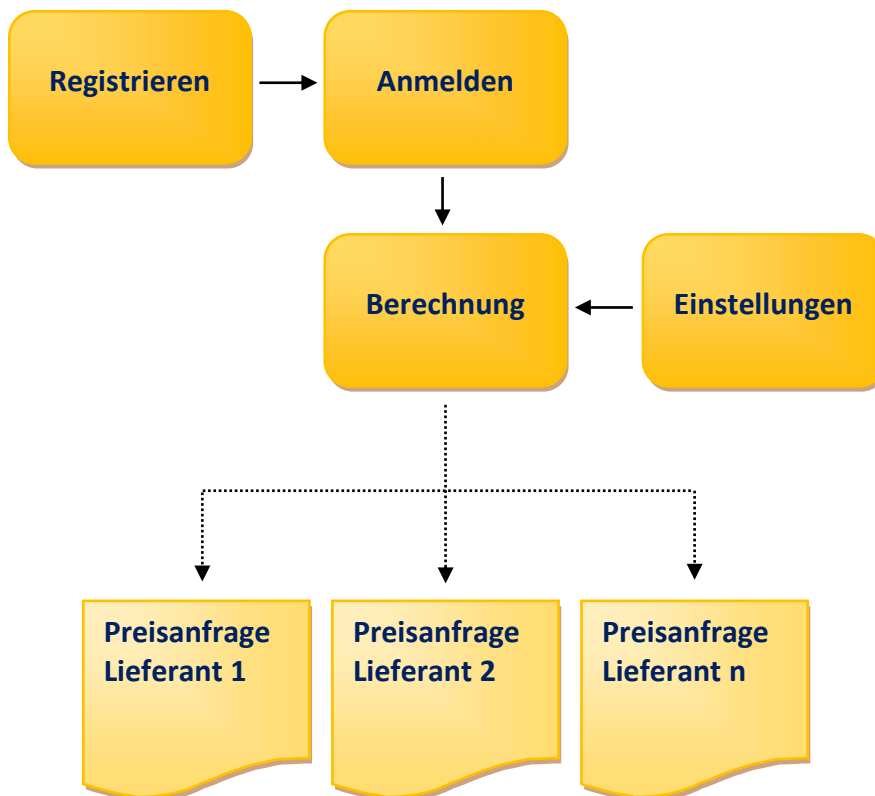 Registrieren
Anmelden
Berechnung
Einstellungen
Preisanfrage
Lieferant 1
Preisanfrage
Lieferant 2
Preisanfrage
Lieferant n